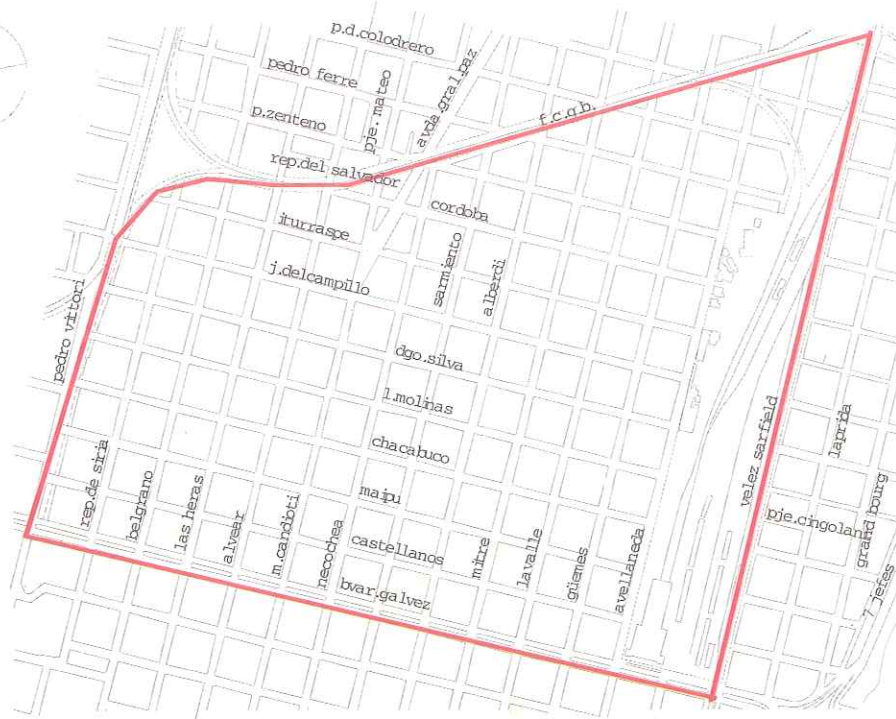 p.d.colodrero
pedro ferre
pje. mateo
avda.gral.paz
p.zenteno
f.c.g.b.
rep.del salvador
cordoba
iturraspe
sarmiento
alberdi
j.delcampillo
pedro vittori
dgo.silva
l.molinas
chacabuco
maipu
castellanos
bvar.galvez
rep.de siria
belgrano
las heras
alvear
m.candioti
necochea
mitre
lavalle
güemes
avellaneda
velez sarfield
laprida
pje.cingolani
grand bourg
7 jefes